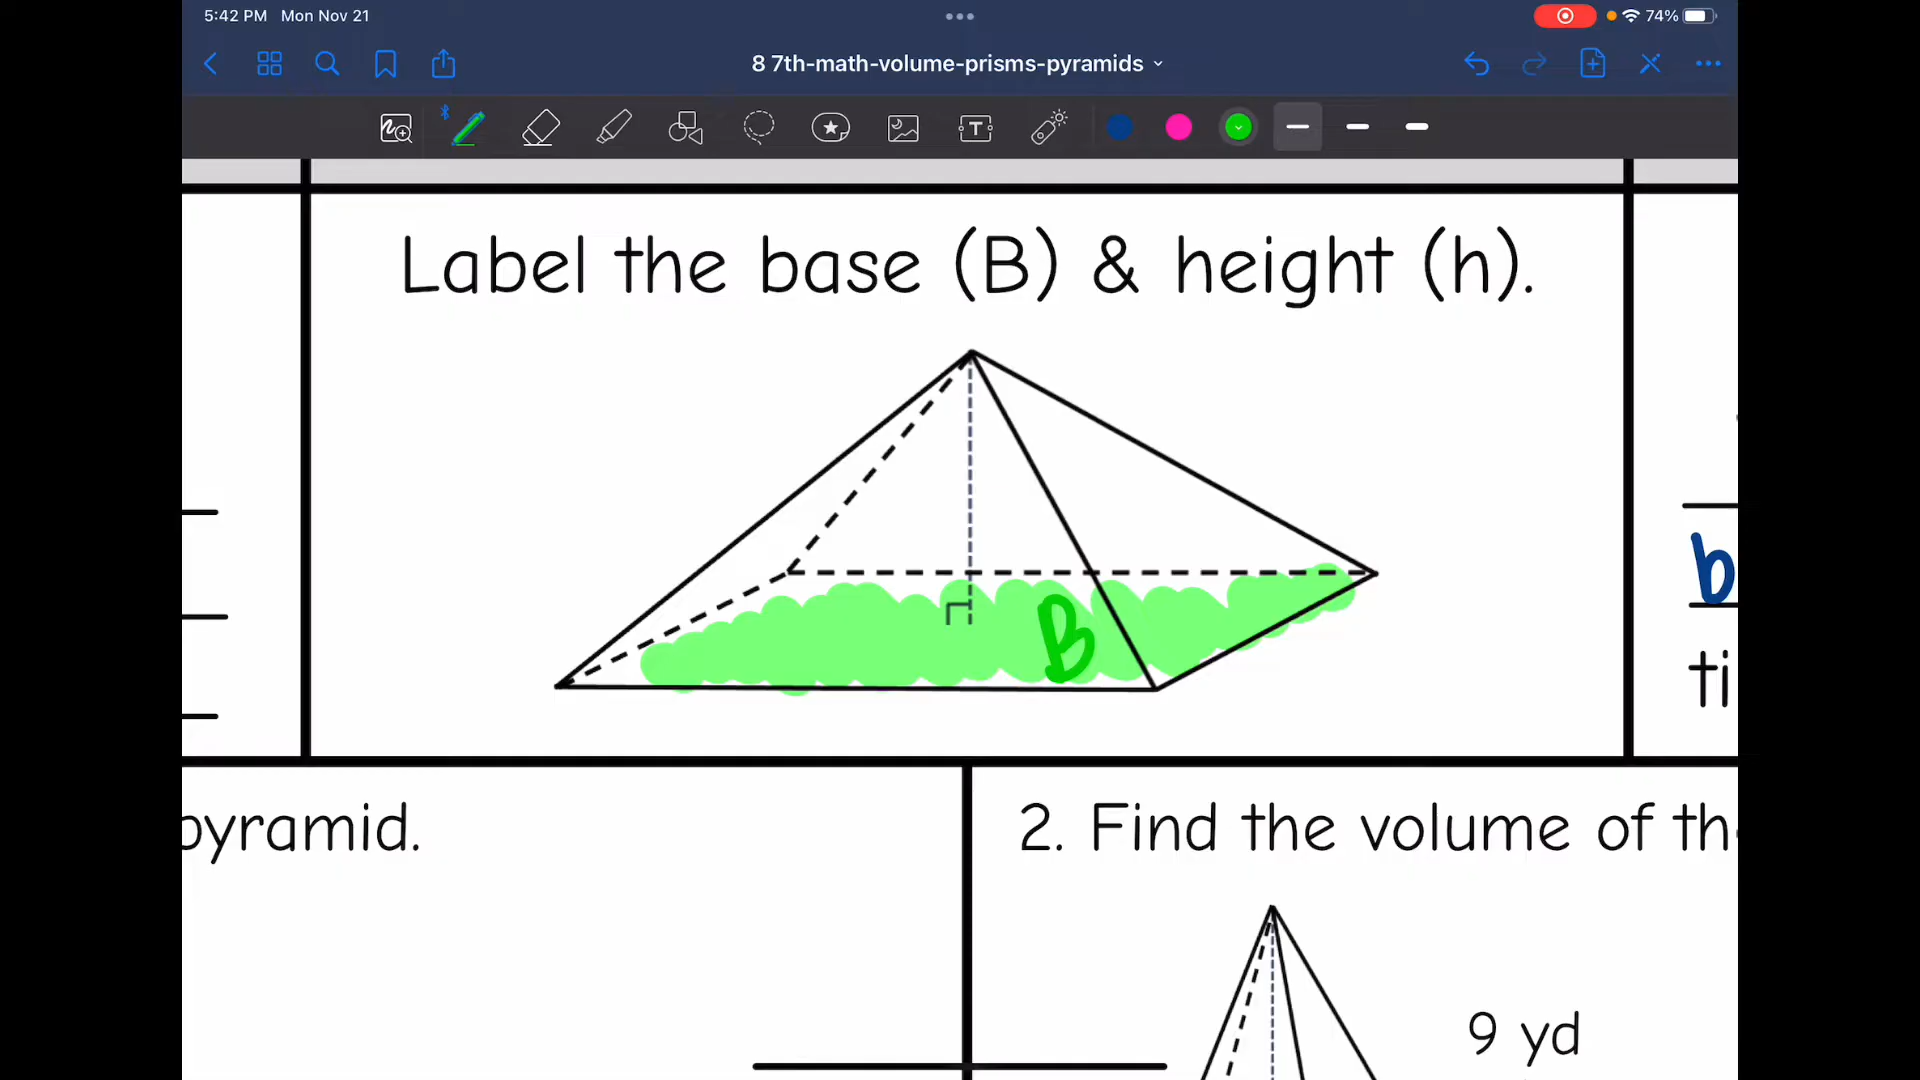 5:42 PM Mon Nov 21
74%
8 7th-math-volume-prisms-pyramids
T
Label the base (B) & height (h).
B
b
ti
pyramid.
2. Find the volume of th
9 yd